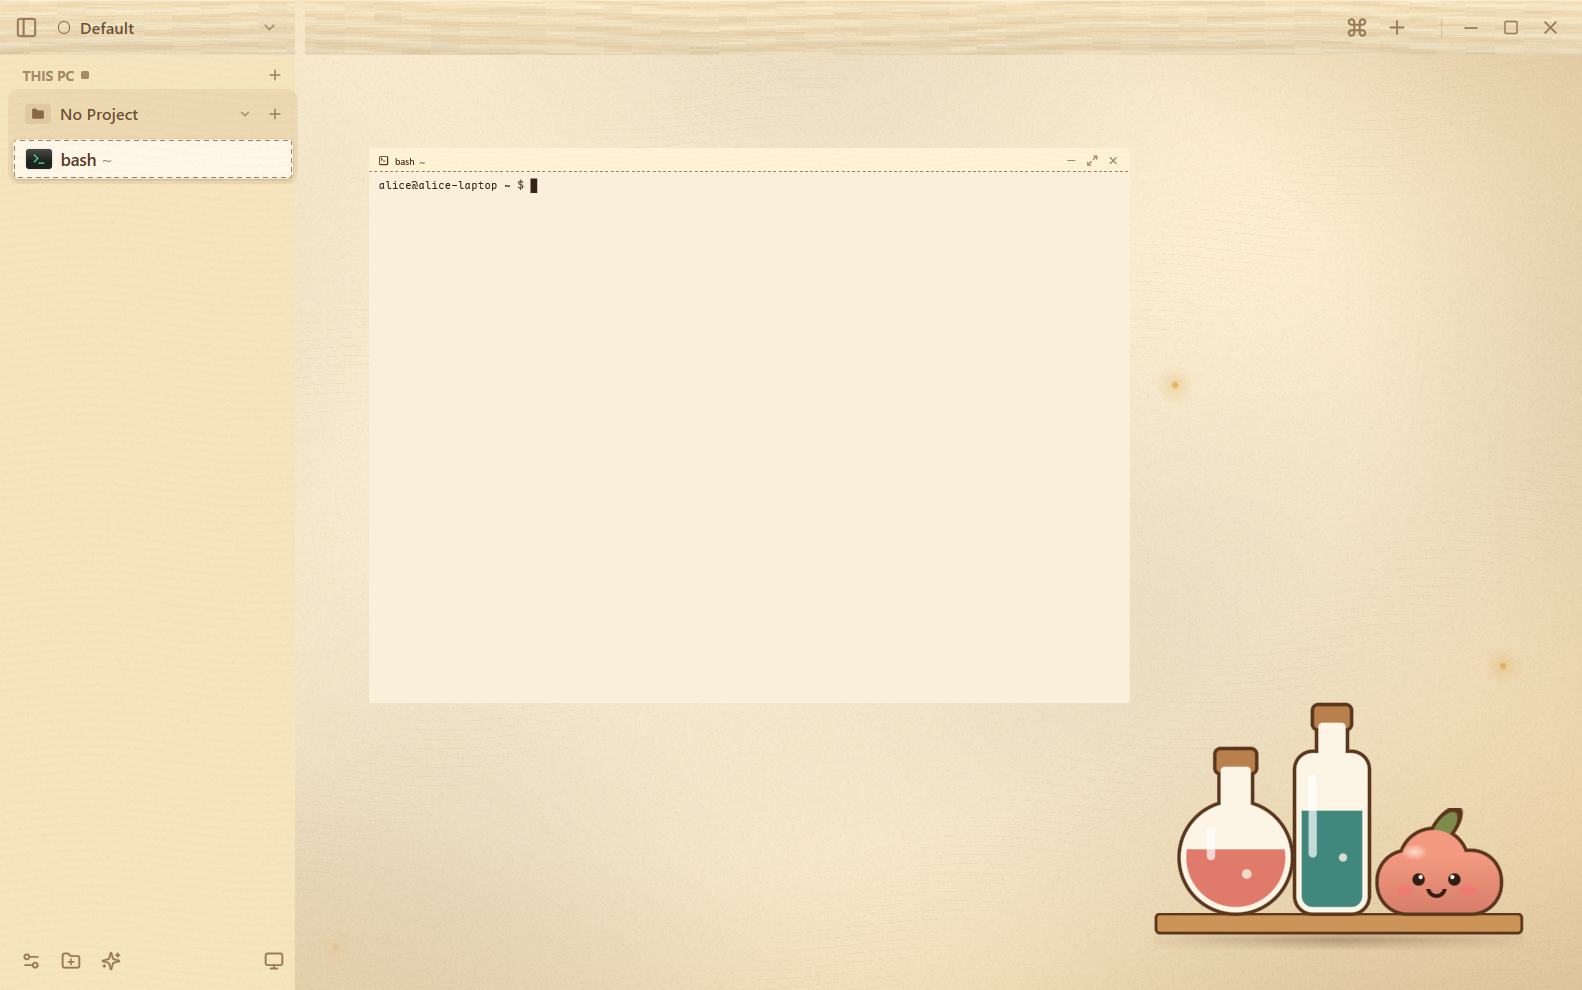 Default
THIS PC
No Project
bash ~
bash ~
alice@alice-laptop ~ $